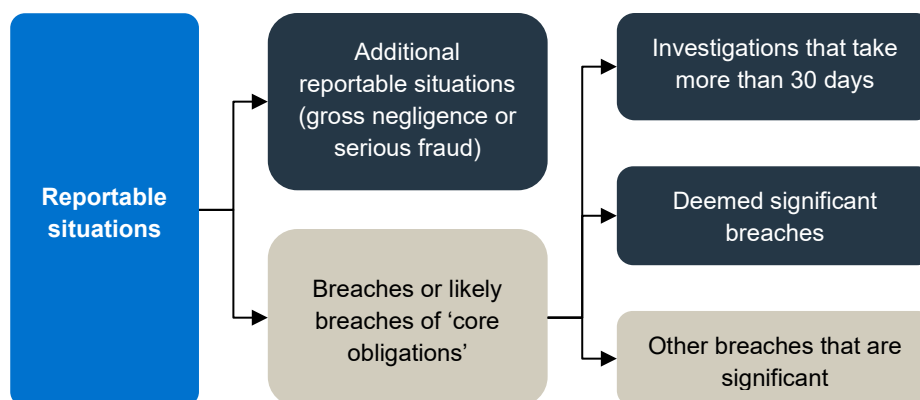 Reportable
situations
Additional
reportable situations
(gross negligence or
serious fraud)
Breaches or likely
breaches of ‘core
obligations’
Investigations that take
more than 30 days
Deemed significant
breaches
Other breaches that are
significant